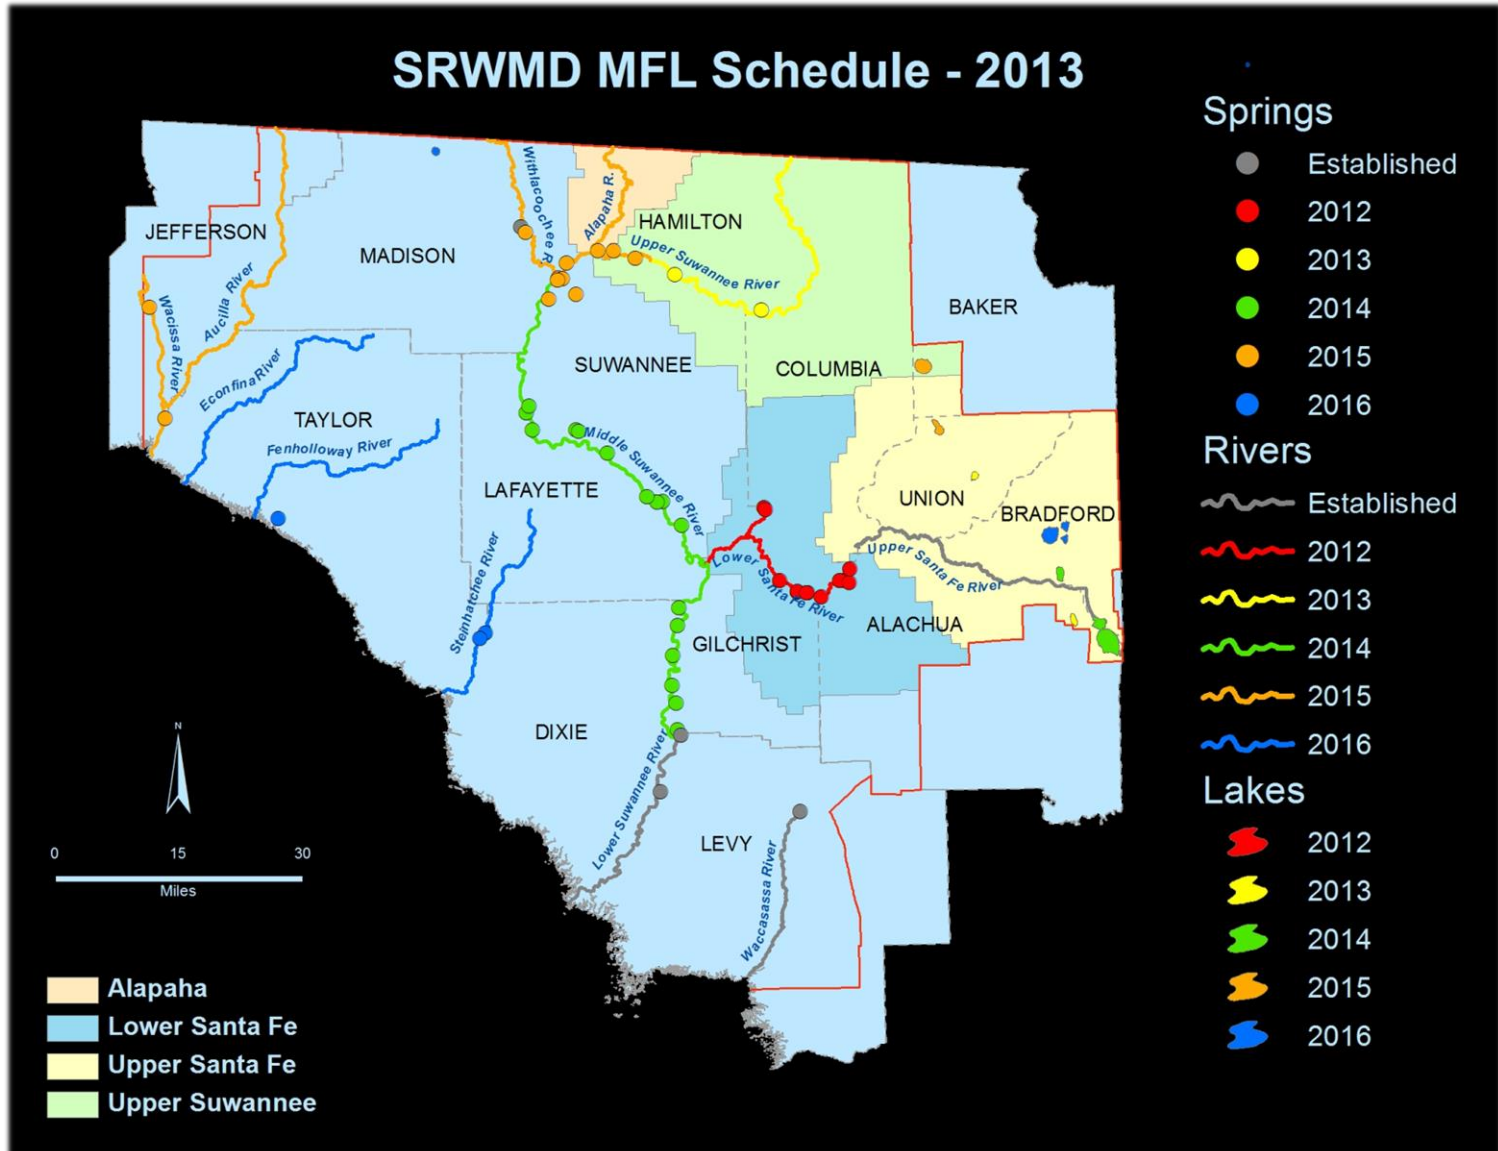 SRWMD MFL Schedule - 2013
Springs
Established
2012
2013
2014
2015
2016
Rivers
Established
2012
2013
2014
2015
2016
Lakes
2012
2013
2014
2015
2016
JEFFERSON
MADISON
HAMILTON
BAKER
SUWANNEE
COLUMBIA
TAYLOR
LAFAYETTE
UNION
BRADFORD
ALACHUA
GILCHRIST
DIXIE
LEVY
Withlacoochee R.
Alapaha R.
Upper Suwannee River
Aucilla River
Wacissa River
Econfina River
Fenholloway River
Middle Suwannee River
Steinhatchee River
Lower Santa Fe River
Upper Santa Fe River
Lower Suwannee River
Waccasassa River
N
0 15 30
Miles
Alapaha
Lower Santa Fe
Upper Santa Fe
Upper Suwannee